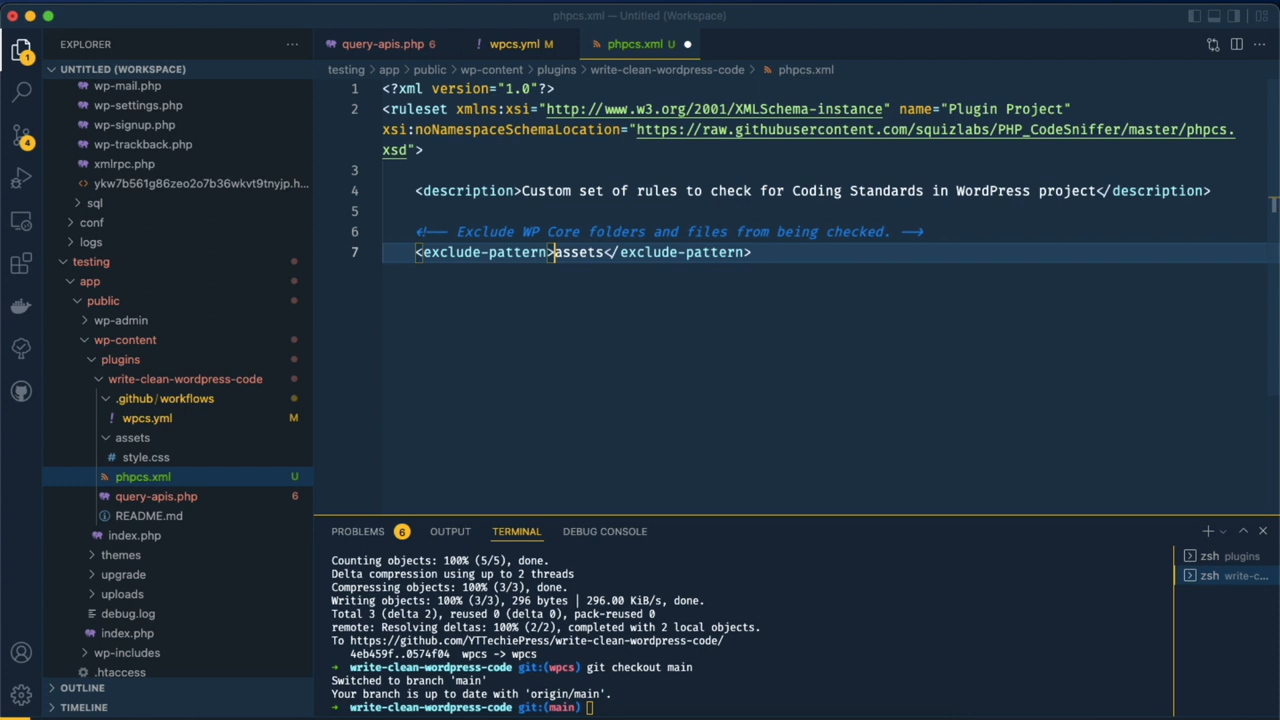 phpcs.xml — Untitled (Workspace)
EXPLORER
1
4
UNTITLED (WORKSPACE)
wp-mail.php
wp-settings.php
wp-signup.php
wp-trackback.php
xmlrpc.php
ykw7b561g86zeo2o7b36wkvt9tnyjp.h...
sql
conf
logs
testing
app
public
wp-admin
wp-content
plugins
write-clean-wordpress-code
.github/workflows
wpcs.yml M
assets
style.css
phpcs.xml U
query-apis.php 6
README.md
index.php
themes
upgrade
uploads
debug.log
index.php
wp-includes
.htaccess
OUTLINE
TIMELINE
query-apis.php 6
wpcs.yml M
phpcs.xml U
testing > app > public > wp-content > plugins > write-clean-wordpress-code > phpcs.xml
1 <?xml version="1.0"?>
2 <ruleset xmlns:xsi="http://www.w3.org/2001/XMLSchema-instance" name="Plugin Project"
xsi:noNamespaceSchemaLocation="https://raw.githubusercontent.com/squizlabs/PHP_CodeSniffer/master/phpcs.
xsd">
3
4 <description>Custom set of rules to check for Coding Standards in WordPress project</description>
5
6 <!-- Exclude WP Core folders and files from being checked. -->
7 <exclude-pattern>assets</exclude-pattern>
PROBLEMS 6 OUTPUT TERMINAL DEBUG CONSOLE
Counting objects: 100% (5/5), done.
Delta compression using up to 2 threads
Compressing objects: 100% (3/3), done.
Writing objects: 100% (3/3), 296 bytes | 296.00 KiB/s, done.
Total 3 (delta 2), reused 0 (delta 0), pack-reused 0
remote: Resolving deltas: 100% (2/2), completed with 2 local objects.
To https://github.com/YTTechiePress/write-clean-wordpress-code/
4eb459f..0574f04 wpcs -> wpcs
→ write-clean-wordpress-code git:(wpcs) git checkout main
Switched to branch 'main'
Your branch is up to date with 'origin/main'.
→ write-clean-wordpress-code git:(main)
zsh plugins
zsh write-c...